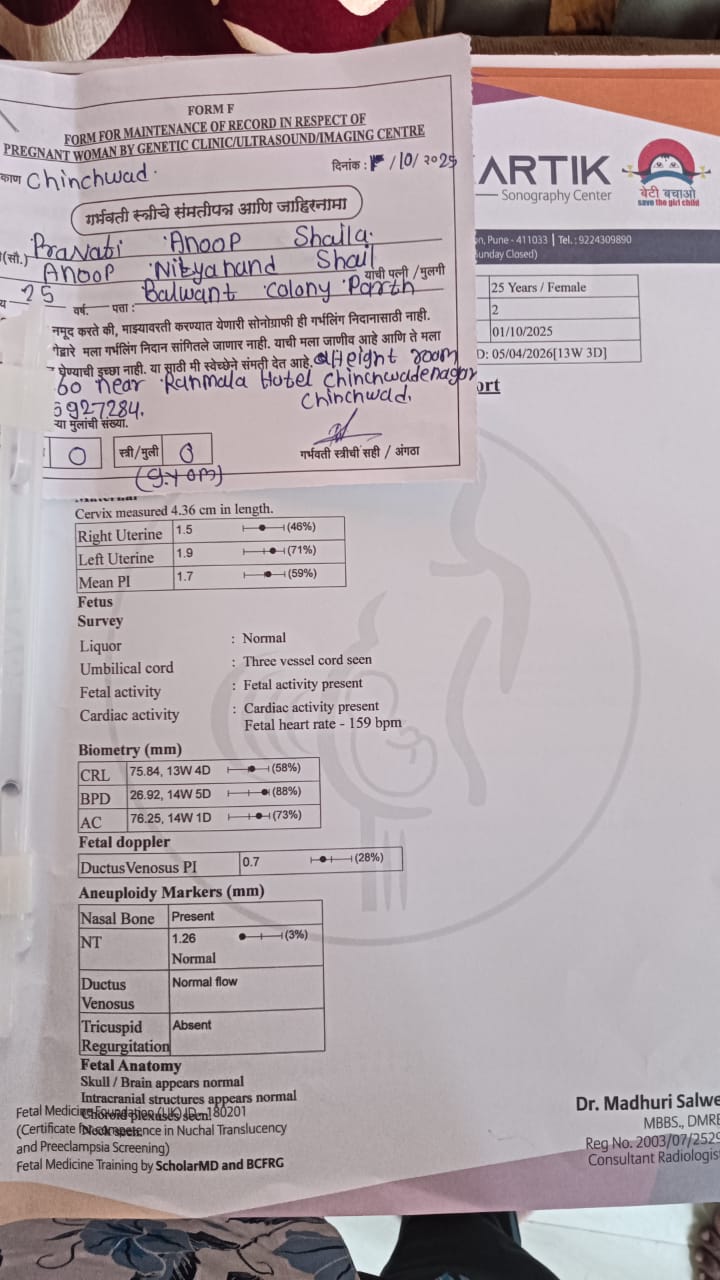 FORM F
FORM FOR MAINTENANCE OF RECORD IN RESPECT OF
PREGNANT WOMAN BY GENETIC CLINIC/ULTRASOUND/IMAGING CENTRE
काण Chinchwad. दिनांक : /10/२०25
गर्भवती स्त्रीचे संमतीपत्र आणि जाहिरनामा
(सौ.) Pravati Anoop Shaila.
Anoop Nityanand Shail याची पत्नी /मुलगी
य 25 वर्ष. पत्ता : Balwant Colony Parth
नमूद करते की, माझ्यावरती करण्यात येणारी सोनोग्राफी ही गर्भलिंग निदानासाठी नाही.
द्वारे मला गर्भलिंग निदान सांगितले जाणार नाही. याची मला जाणीव आहे आणि ते मला
घेण्याची इच्छा नाही. या साठी मी स्वेच्छेने संमती देत आहे. Height room
60 near Ranmala Hotel Chinchwadenagar
927284. Chinchwad.
या मुलांची संख्या.
0 स्त्री/मुली 0
गर्भवती स्त्रीची सही / अंगठा
ARTIK
Sonography Center
बेटी बचाओ
save the girl child
n, Pune - 411033 | Tel.: 9224309890
unday Closed)
25 Years / Female
2
01/10/2025
D: 05/04/2026[13W 3D]
ort
Cervix measured 4.36 cm in length.
Right Uterine 1.5 (46%)
Left Uterine 1.9 (71%)
Mean PI 1.7 (59%)
Fetus
Survey
Liquor : Normal
Umbilical cord : Three vessel cord seen
Fetal activity : Fetal activity present
Cardiac activity : Cardiac activity present
Fetal heart rate - 159 bpm
Biometry (mm)
CRL 75.84, 13W 4D (58%)
BPD 26.92, 14W 5D (88%)
AC 76.25, 14W 1D (73%)
Fetal doppler
DuctusVenosus PI 0.7 (28%)
Aneuploidy Markers (mm)
Nasal Bone Present
NT 1.26 (3%)
Normal
Ductus Venosus Normal flow
Tricuspid Regurgitation Absent
Fetal Anatomy
Skull / Brain appears normal
Intracranial structures appears normal
Fetal Medicine Foundation (UK) ID - 180201
(Certificate for competence in Nuchal Translucency
and Preeclampsia Screening)
Fetal Medicine Training by ScholarMD and BCFRG
Dr. Madhuri Salwe
MBBS., DMRE
Reg No. 2003/07/2529
Consultant Radiologist